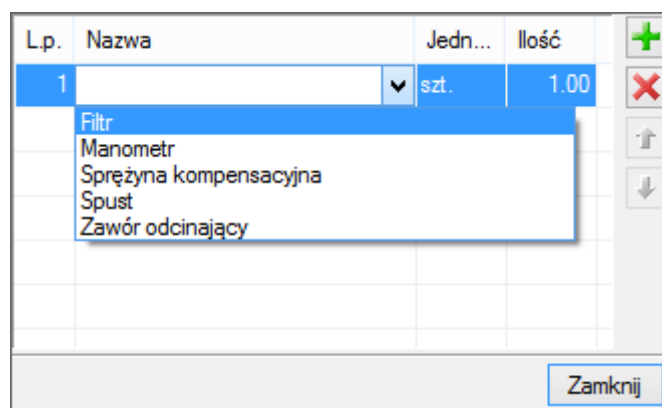 L.p. Nazwa Jedn... Ilość
1 szt. 1.00
Filtr
Manometr
Sprężyna kompensacyjna
Spust
Zawór odcinający
Zamknij